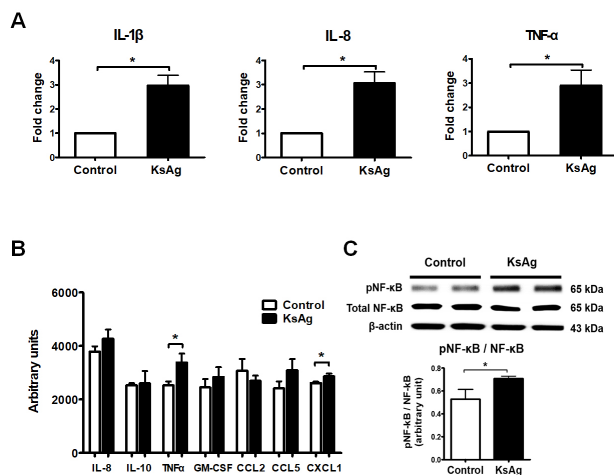 A
IL-1β
IL-8
TNF-α
Fold change
4
3
2
1
0
*
Control
KsAg
Fold change
4
3
2
1
0
*
Control
KsAg
Fold change
4
3
2
1
0
*
Control
KsAg
B
Arbitrary units
6000
4000
2000
0
Control
KsAg
*
*
IL-8 IL-10 TNFα GM-CSF CCL2 CCL5 CXCL1
C
Control KsAg
pNF-κB 65 kDa
Total NF-κB 65 kDa
β-actin 43 kDa
pNF-κB / NF-κB
pNF-κB / NF-kB
(arbitrary unit)
0.8
0.6
0.4
0.2
0.0
*
Control KsAg